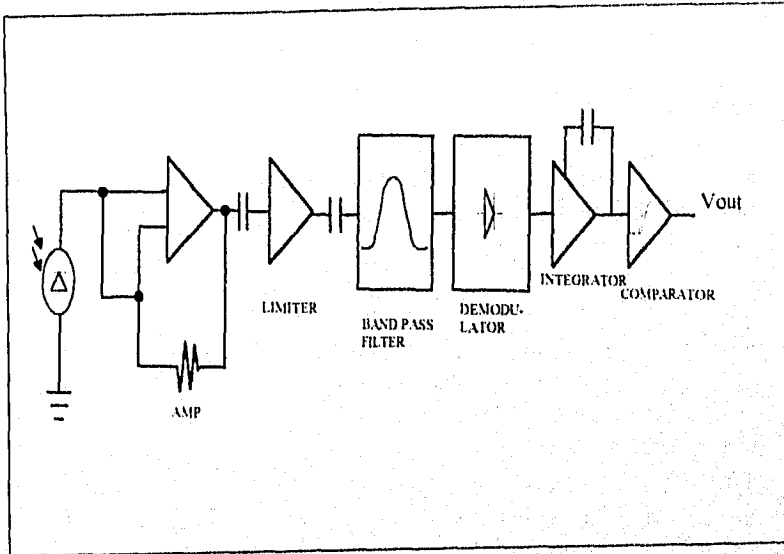 Vout
INTEGRATOR
COMPARATOR
LIMITER
BAND PASS
FILTER
DEMODU-
LATOR
AMP